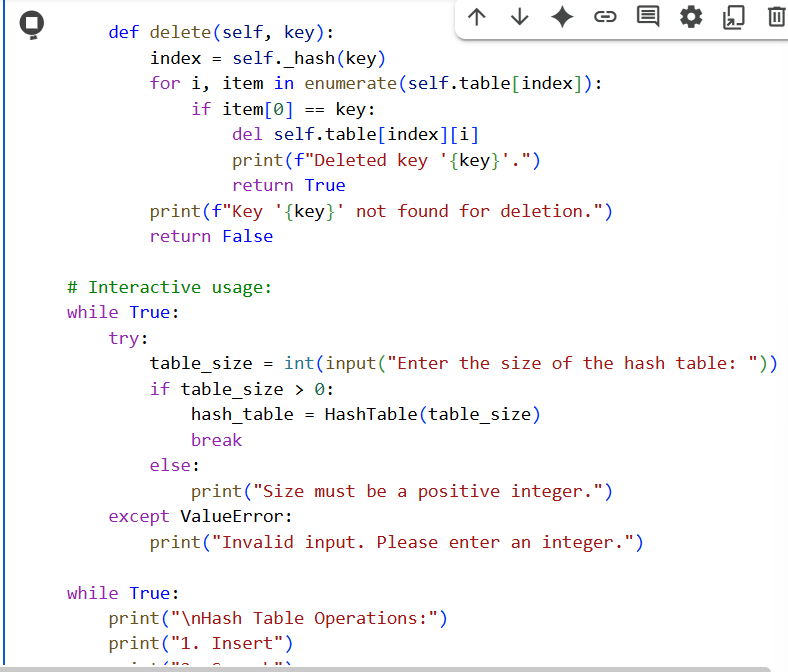 def delete(self, key):
        index = self._hash(key)
        for i, item in enumerate(self.table[index]):
            if item[0] == key:
                del self.table[index][i]
                print(f"Deleted key '{key}'.")
                return True
        print(f"Key '{key}' not found for deletion.")
        return False

# Interactive usage:
while True:
    try:
        table_size = int(input("Enter the size of the hash table: "))
        if table_size > 0:
            hash_table = HashTable(table_size)
            break
        else:
            print("Size must be a positive integer.")
    except ValueError:
        print("Invalid input. Please enter an integer.")

while True:
    print("\nHash Table Operations:")
    print("1. Insert")